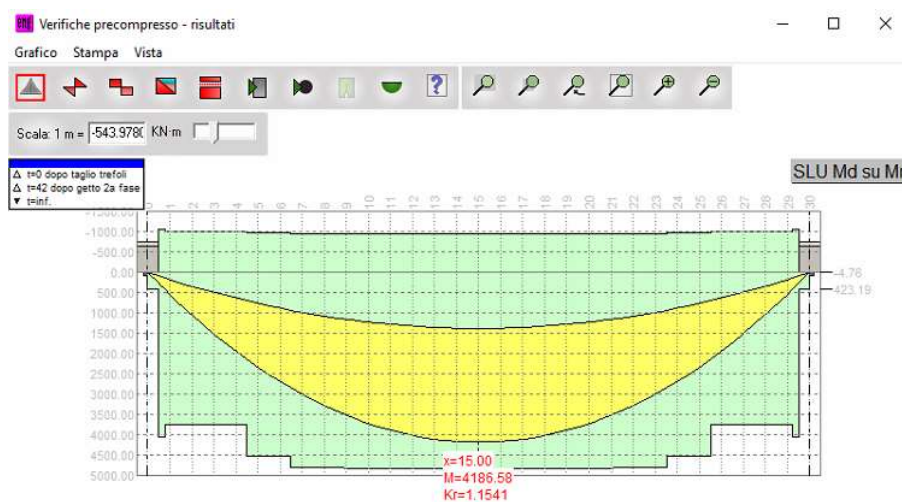 enf Verifiche precompresso - risultati
Grafico Stampa Vista
Scala: 1 m = -543.978( KN·m
Δ t=0 dopo taglio trefoli
Δ t=42 dopo getto 2a fase
▼ t=inf.
SLU Md su Mr
0 1 2 3 4 5 6 7 8 9 10 11 12 13 14 15 16 17 18 19 20 21 22 23 24 25 26 27 28 29 30
-1500.00
-1000.00
-500.00
0.00
500.00
1000.00
1500.00
2000.00
2500.00
3000.00
3500.00
4000.00
4500.00
5000.00
-4.76
423.19
x=15.00
M=4186.58
Kr=1.1541